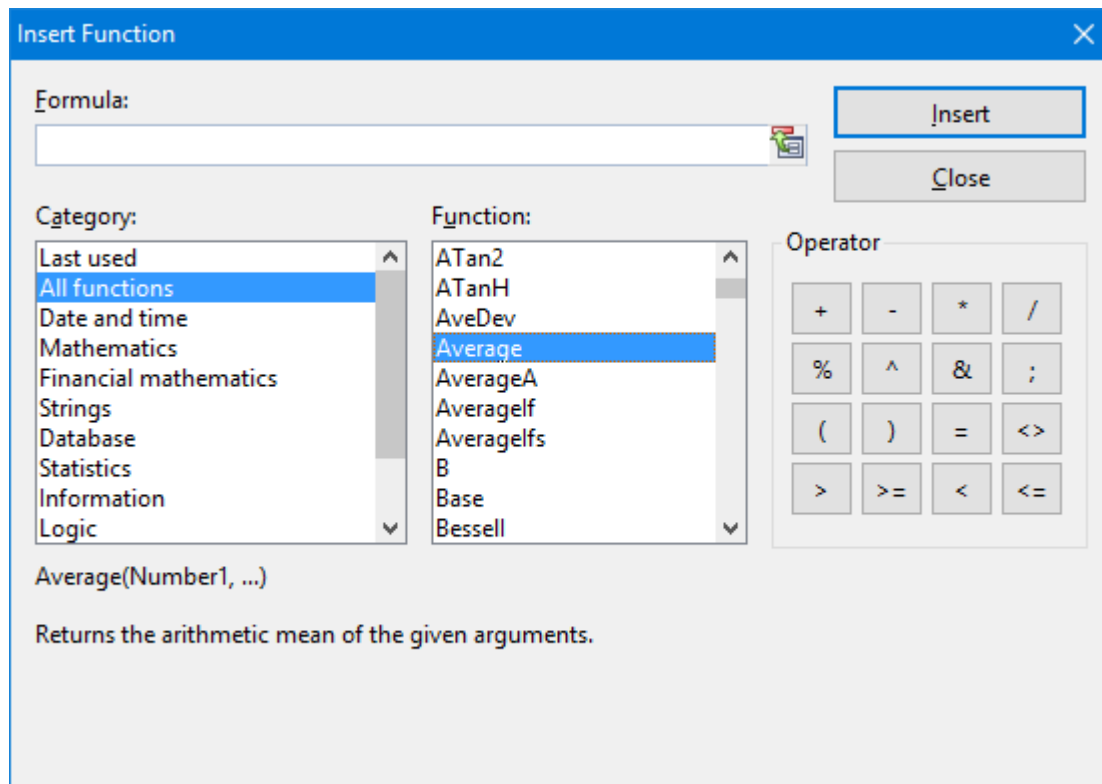 Insert Function
Formula:
Insert
Close
Category:
Last used
All functions
Date and time
Mathematics
Financial mathematics
Strings
Database
Statistics
Information
Logic
Function:
ATan2
ATanH
AveDev
Average
AverageA
AverageIf
AverageIfs
B
Base
BesselI
Operator
+ - * /
% ^ & ;
( ) = <>
> >= < <=
Average(Number1, ...)
Returns the arithmetic mean of the given arguments.